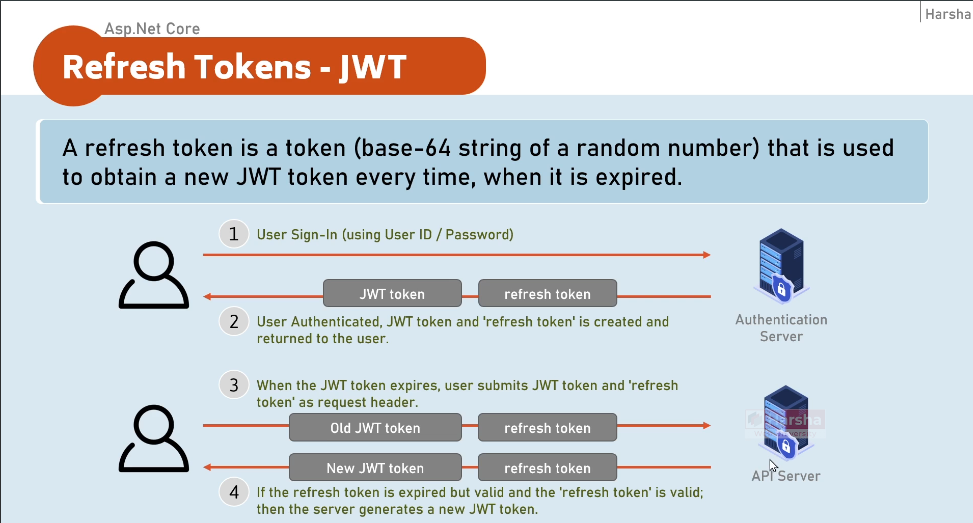 Asp.Net Core
Harsha
Refresh Tokens - JWT
A refresh token is a token (base-64 string of a random number) that is used
to obtain a new JWT token every time, when it is expired.
1 User Sign-In (using User ID / Password)
JWT token refresh token
2 User Authenticated, JWT token and 'refresh token' is created and
returned to the user.
Authentication
Server
3 When the JWT token expires, user submits JWT token and 'refresh
token' as request header.
Old JWT token refresh token
Harsha
New JWT token refresh token
API Server
4 If the refresh token is expired but valid and the 'refresh token' is valid;
then the server generates a new JWT token.